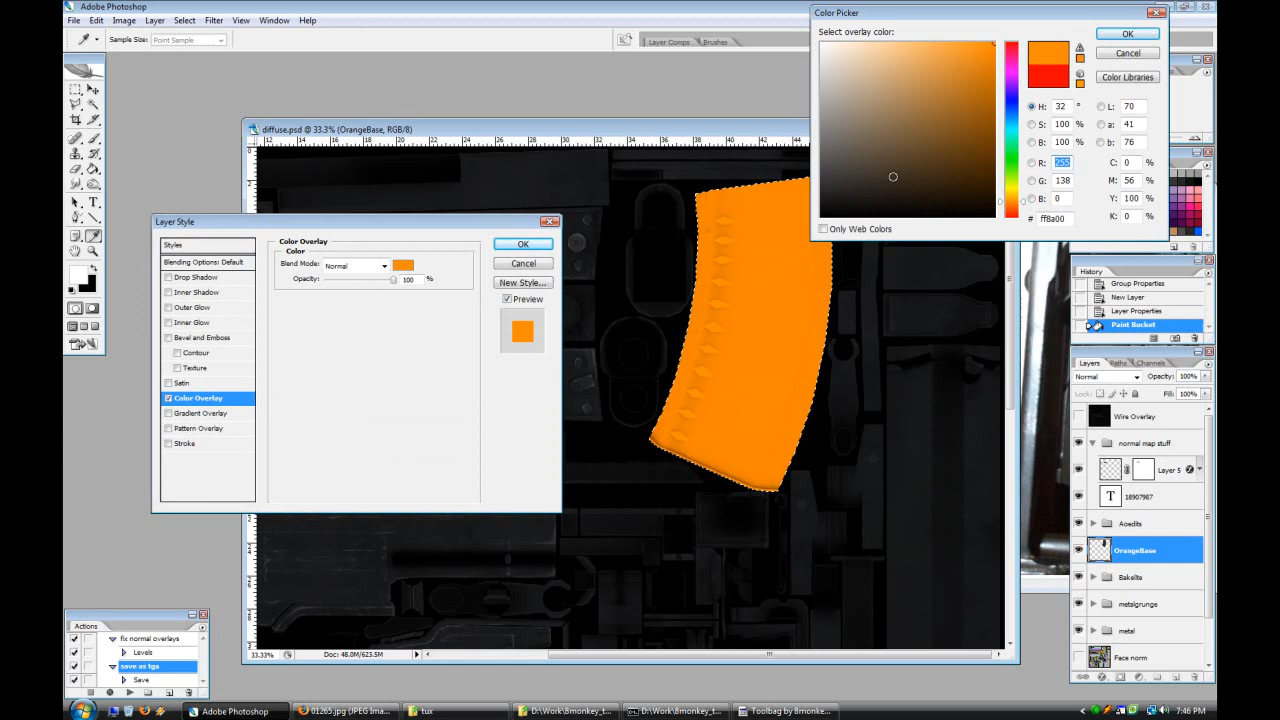 Adobe Photoshop
File Edit Image Layer Select Filter View Window Help
Sample Size: Point Sample
Layer Comps Brushes
diffuse.psd @ 33.3% (OrangeBase, RGB/8)
Layer Style
Styles
Blending Options: Default
Drop Shadow
Inner Shadow
Outer Glow
Inner Glow
Bevel and Emboss
Contour
Texture
Satin
Color Overlay
Gradient Overlay
Pattern Overlay
Stroke
Color Overlay
Color
Blend Mode: Normal
Opacity: 100 %
OK
Cancel
New Style...
Preview
Color Picker
Select overlay color:
OK
Cancel
Color Libraries
H: 32 ° L: 70
S: 100 % a: 41
B: 100 % b: 76
R: 255 C: 0 %
G: 138 M: 56 %
B: 0 Y: 100 %
# ff8a00 K: 0 %
Only Web Colors
History
Group Properties
New Layer
Layer Properties
Paint Bucket
Layers Paths Channels
Normal Opacity: 100%
Lock: Fill: 100%
Wire Overlay
normal map stuff
Layer 5
T 18907987
Aoedits
OrangeBase
Bakelite
metalgrunge
metal
Face norm
Actions
fix normal overlays
Levels
save as tga
Save
33.33% Doc: 48.0M/623.5M
Adobe Photoshop
01265.jpg (JPEG Imag...
tux
D:\Work\8monkey_t...
D:\Work\8monkey_t...
Toolbag by 8monke...
7:46 PM